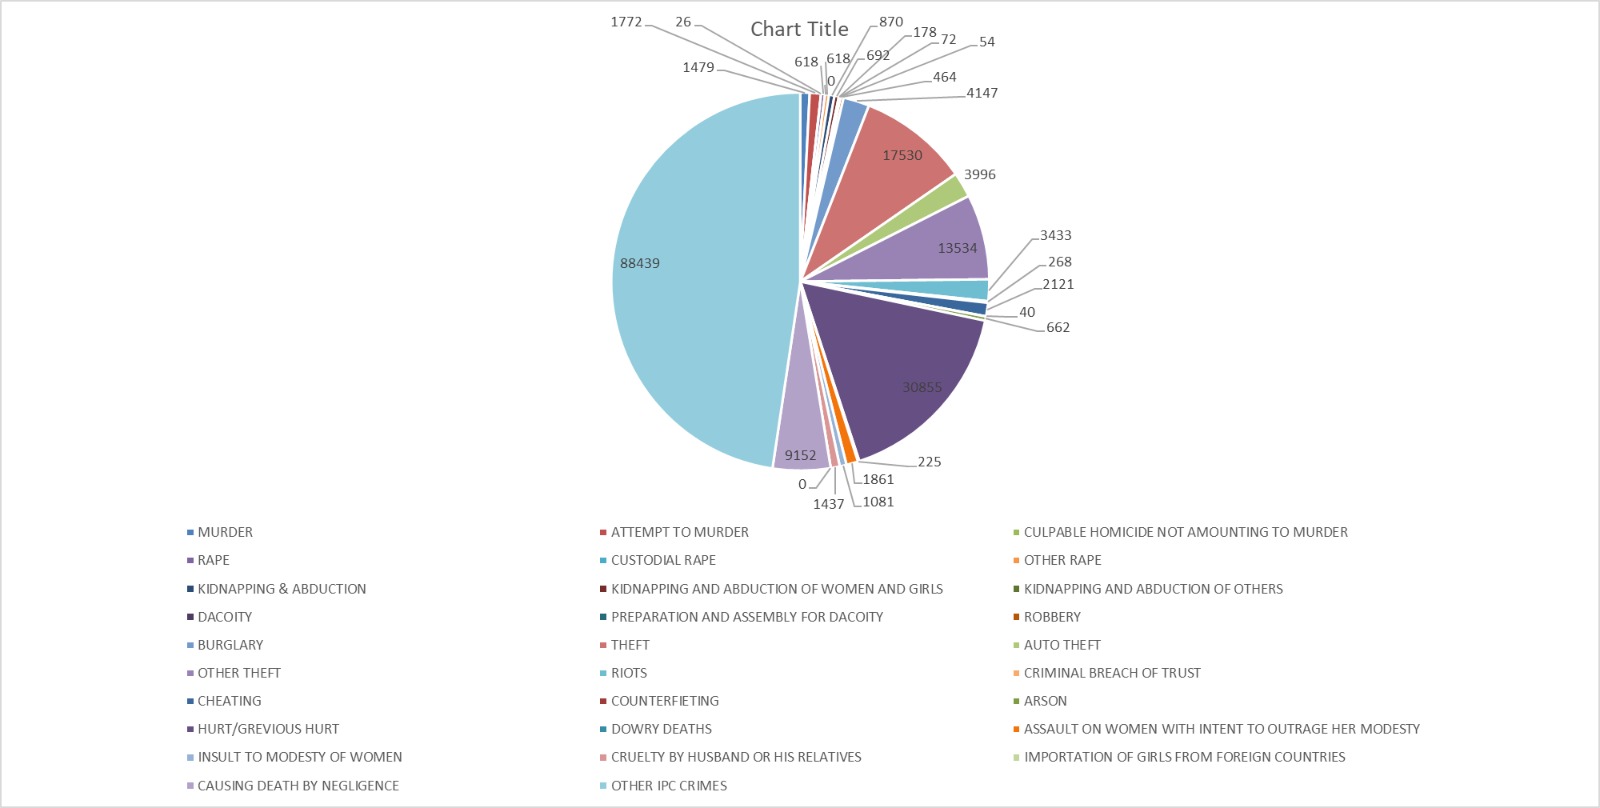 Chart Title
1772 26 870 178 72 54
1479 618 618 692 464
0
4147
17530
3996
13534
3433
268
2121
40
662
88439
30855
9152
225
0 1861
1437 1081
MURDER ATTEMPT TO MURDER CULPABLE HOMICIDE NOT AMOUNTING TO MURDER
RAPE CUSTODIAL RAPE OTHER RAPE
KIDNAPPING & ABDUCTION KIDNAPPING AND ABDUCTION OF WOMEN AND GIRLS KIDNAPPING AND ABDUCTION OF OTHERS
DACOITY PREPARATION AND ASSEMBLY FOR DACOITY ROBBERY
BURGLARY THEFT AUTO THEFT
OTHER THEFT RIOTS CRIMINAL BREACH OF TRUST
CHEATING COUNTERFIETING ARSON
HURT/GREVIOUS HURT DOWRY DEATHS ASSAULT ON WOMEN WITH INTENT TO OUTRAGE HER MODESTY
INSULT TO MODESTY OF WOMEN CRUELTY BY HUSBAND OR HIS RELATIVES IMPORTATION OF GIRLS FROM FOREIGN COUNTRIES
CAUSING DEATH BY NEGLIGENCE OTHER IPC CRIMES